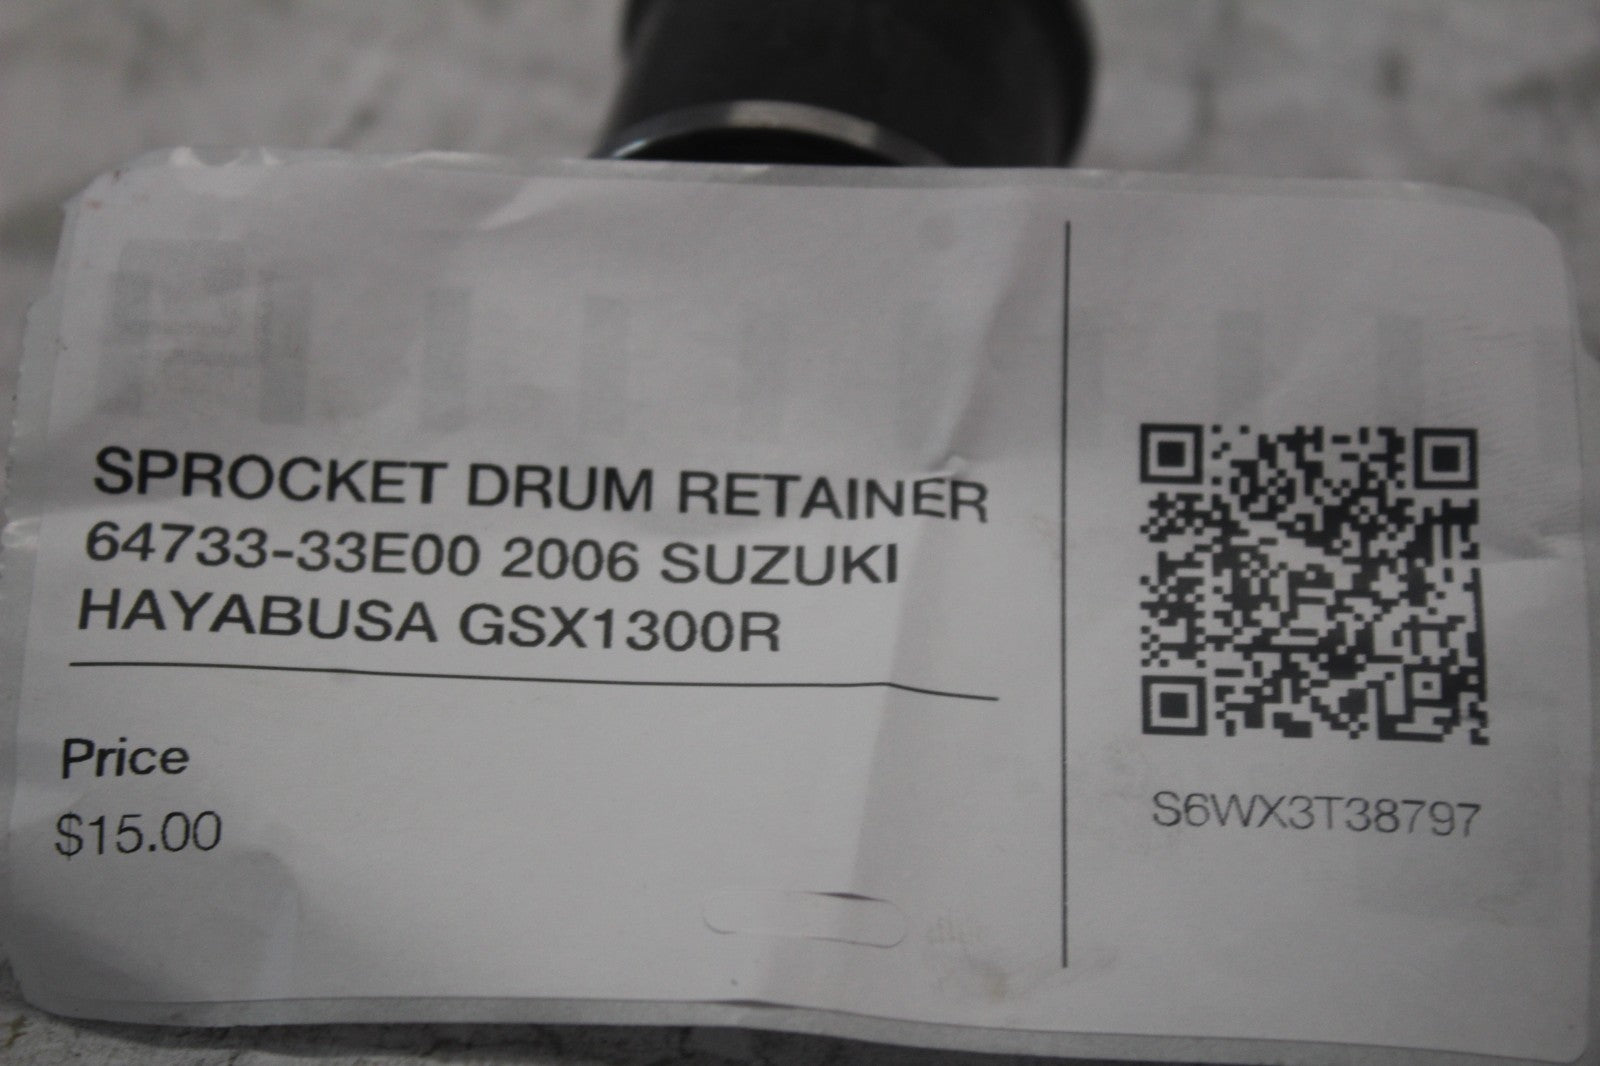 SPROCKET DRUM RETAINER
64733-33E00 2006 SUZUKI
HAYABUSA GSX1300R
Price
$15.00
S6WX3T38797